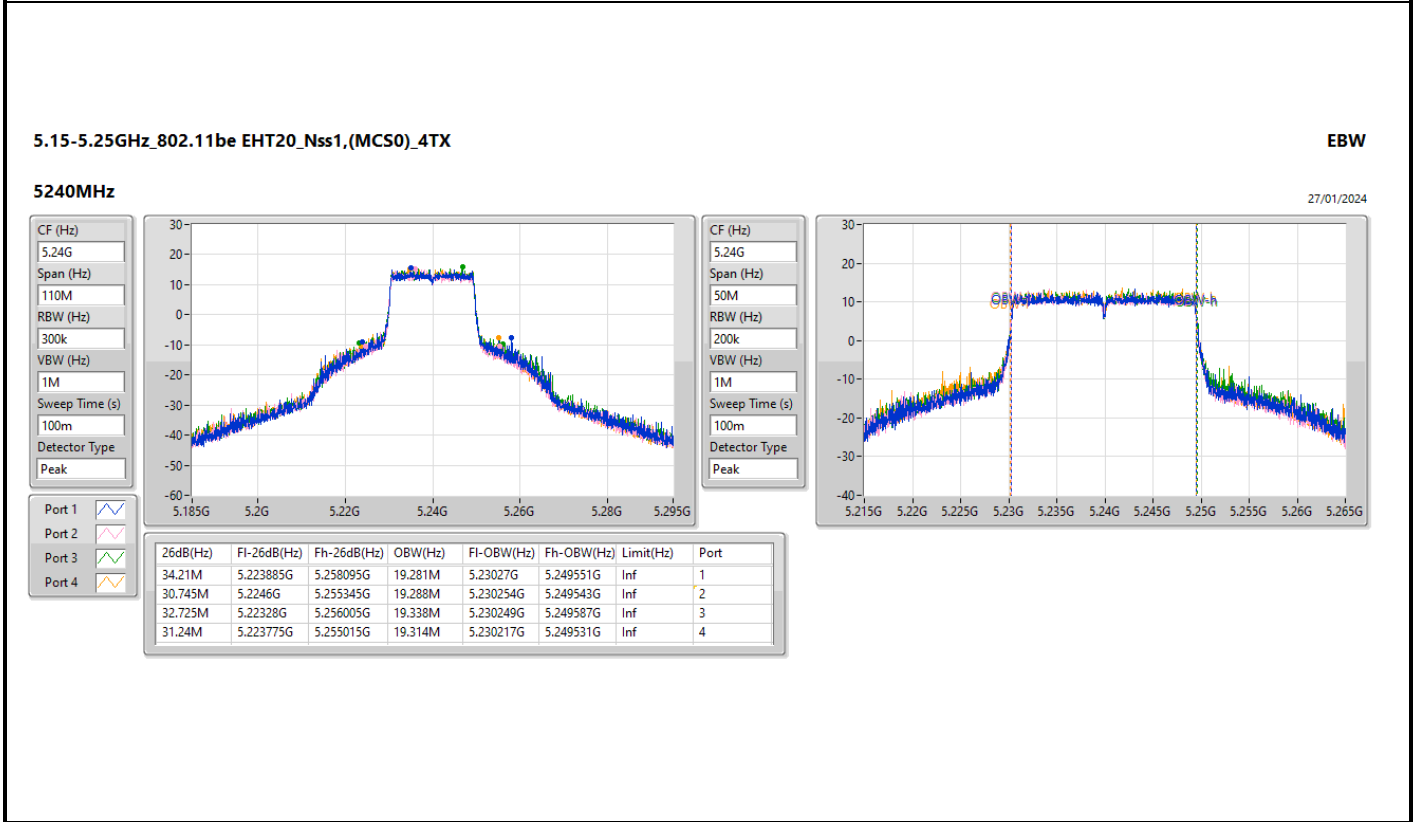 5.15-5.25GHz_802.11be EHT20_Nss1,(MCS0)_4TX
EBW
5240MHz
27/01/2024
CF (Hz)
5.24G
Span (Hz)
110M
RBW (Hz)
300k
VBW (Hz)
1M
Sweep Time (s)
100m
Detector Type
Peak
30
20
10
0
-10
-20
-30
-40
-50
-60
5.185G 5.2G 5.22G 5.24G 5.26G 5.28G 5.295G
CF (Hz)
5.24G
Span (Hz)
50M
RBW (Hz)
200k
VBW (Hz)
1M
Sweep Time (s)
100m
Detector Type
Peak
30
20
10
0
-10
-20
-30
-40
OBW-h
5.215G 5.22G 5.225G 5.23G 5.235G 5.24G 5.245G 5.25G 5.255G 5.26G 5.265G
Port 1
Port 2
Port 3
Port 4
26dB(Hz) Fl-26dB(Hz) Fh-26dB(Hz) OBW(Hz) Fl-OBW(Hz) Fh-OBW(Hz) Limit(Hz) Port
34.21M 5.223885G 5.258095G 19.281M 5.23027G 5.249551G Inf 1
30.745M 5.2246G 5.255345G 19.288M 5.230254G 5.249543G Inf 2
32.725M 5.22328G 5.256005G 19.338M 5.230249G 5.249587G Inf 3
31.24M 5.223775G 5.255015G 19.314M 5.230217G 5.249531G Inf 4